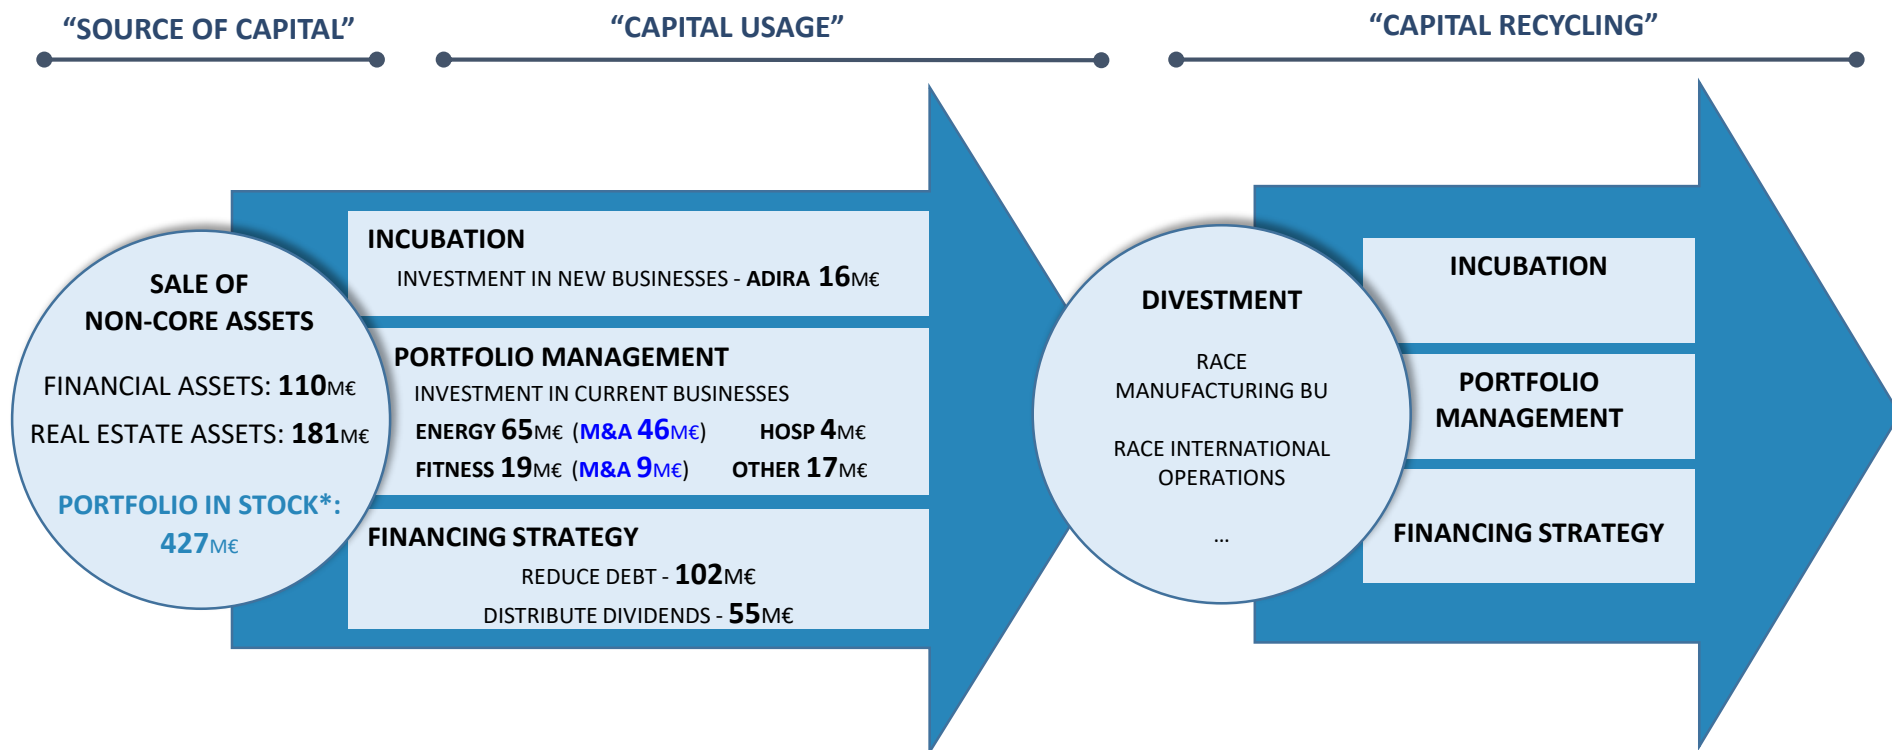 “SOURCE OF CAPITAL”
“CAPITAL USAGE”
“CAPITAL RECYCLING”
SALE OF
NON-CORE ASSETS
FINANCIAL ASSETS: 110M€
REAL ESTATE ASSETS: 181M€
PORTFOLIO IN STOCK*:
427M€
INCUBATION
INVESTMENT IN NEW BUSINESSES - ADIRA 16M€
PORTFOLIO MANAGEMENT
INVESTMENT IN CURRENT BUSINESSES
ENERGY 65M€ (M&A 46M€) HOSP 4M€
FITNESS 19M€ (M&A 9M€) OTHER 17M€
FINANCING STRATEGY
REDUCE DEBT - 102M€
DISTRIBUTE DIVIDENDS - 55M€
DIVESTMENT
RACE
MANUFACTURING BU
RACE INTERNATIONAL
OPERATIONS
...
INCUBATION
PORTFOLIO
MANAGEMENT
FINANCING STRATEGY